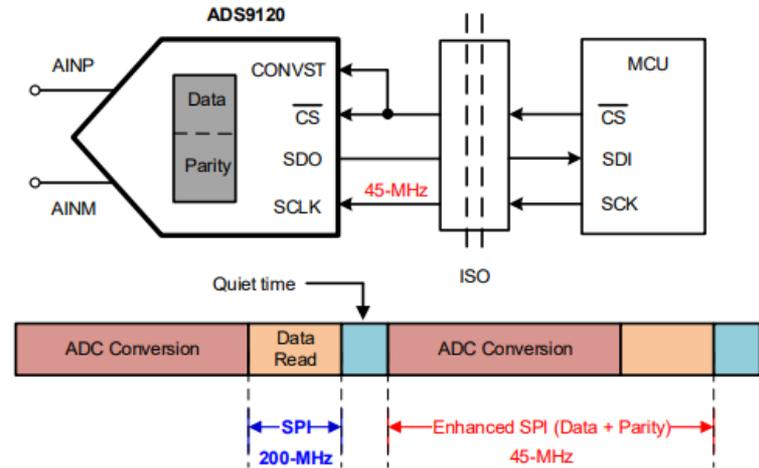 ADS9120
AINP
CONVST
MCU
Data
CS
CS
Parity
SDO
SDI
45-MHz
AINM
SCLK
SCK
ISO
Quiet time
ADC Conversion
Data
Read
ADC Conversion
SPI
Enhanced SPI (Data + Parity)
200-MHz
45-MHz